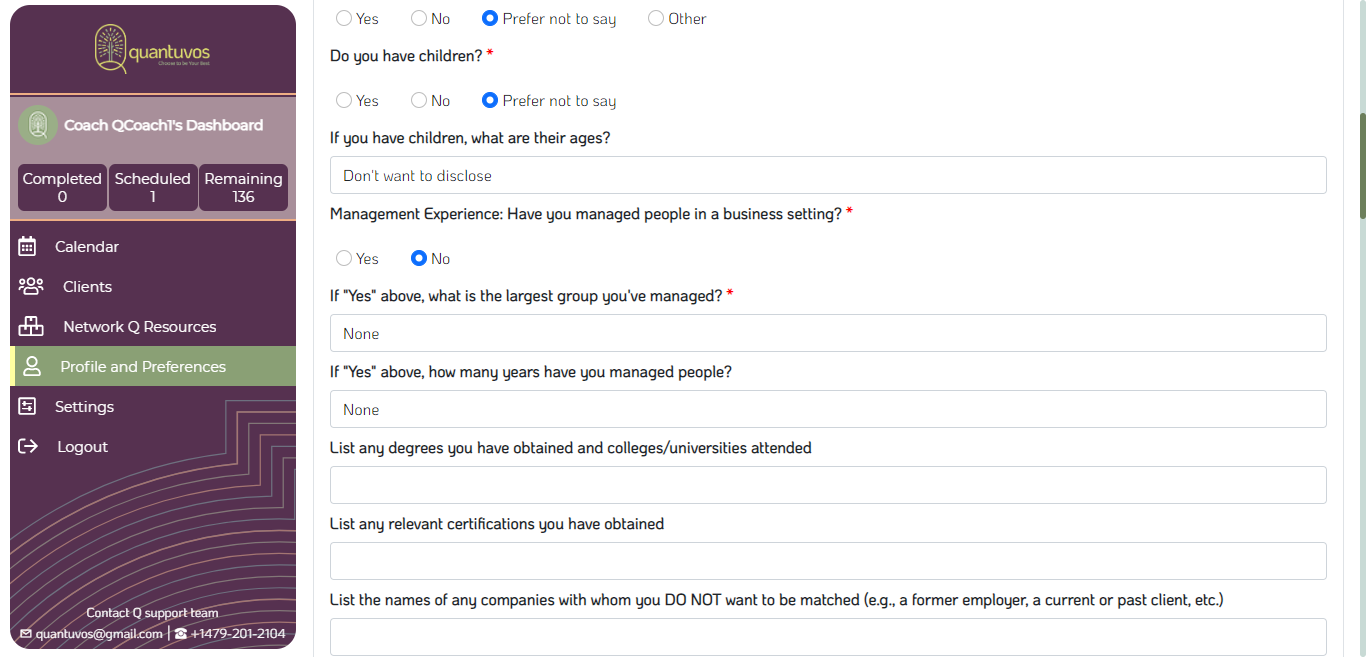 quantuvos
Choose to be Your Best
Coach QCoach1's Dashboard
Completed
0
Scheduled
1
Remaining
136
Calendar
Clients
Network Q Resources
Profile and Preferences
Settings
Logout
Contact Q support team
quantuvos@gmail.com | +1479-201-2104
Yes No Prefer not to say Other
Do you have children? *
Yes No Prefer not to say
If you have children, what are their ages?
Don't want to disclose
Management Experience: Have you managed people in a business setting? *
Yes No
If "Yes" above, what is the largest group you've managed? *
None
If "Yes" above, how many years have you managed people?
None
List any degrees you have obtained and colleges/universities attended
List any relevant certifications you have obtained
List the names of any companies with whom you DO NOT want to be matched (e.g., a former employer, a current or past client, etc.)